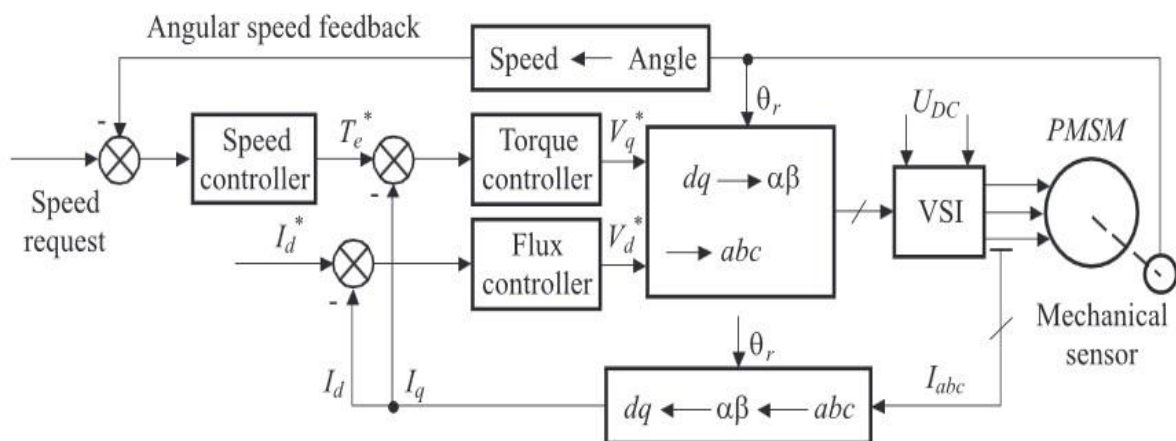 Angular speed feedback
Speed ← Angle
θr
UDC
PMSM
-
Speed controller
Te*
Torque controller
Vq*
dq → αβ
→ abc
VSI
Speed request
-
Id*
Flux controller
Vd*
-
Mechanical sensor
θr
Id
Iq
dq ← αβ ← abc
Iabc